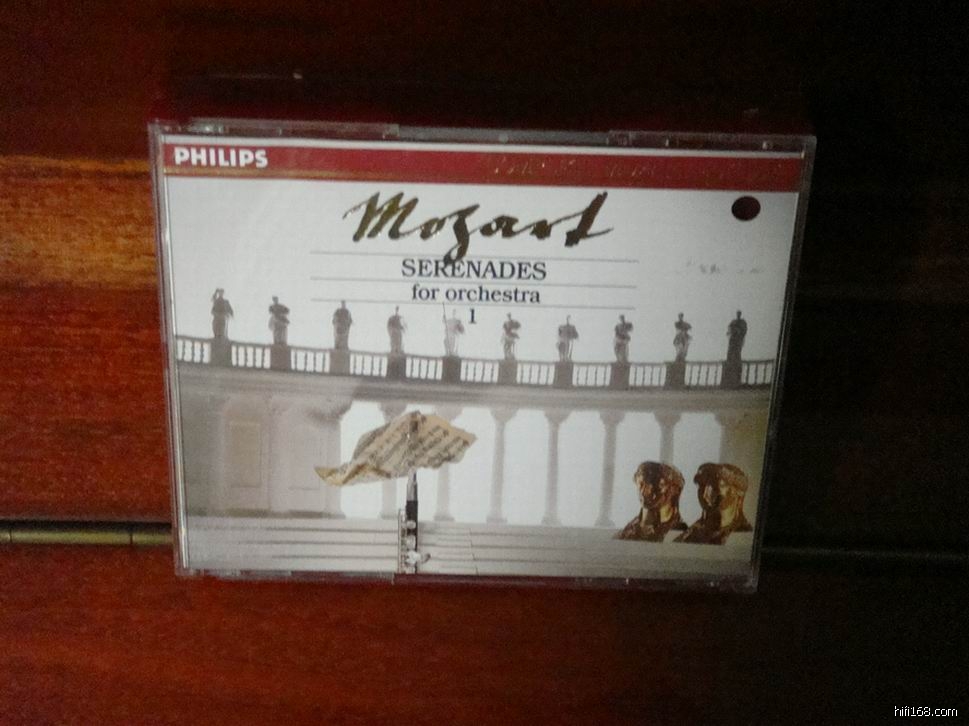 PHILIPS
Mozart
SERENADES
for orchestra
1
hifi168.com